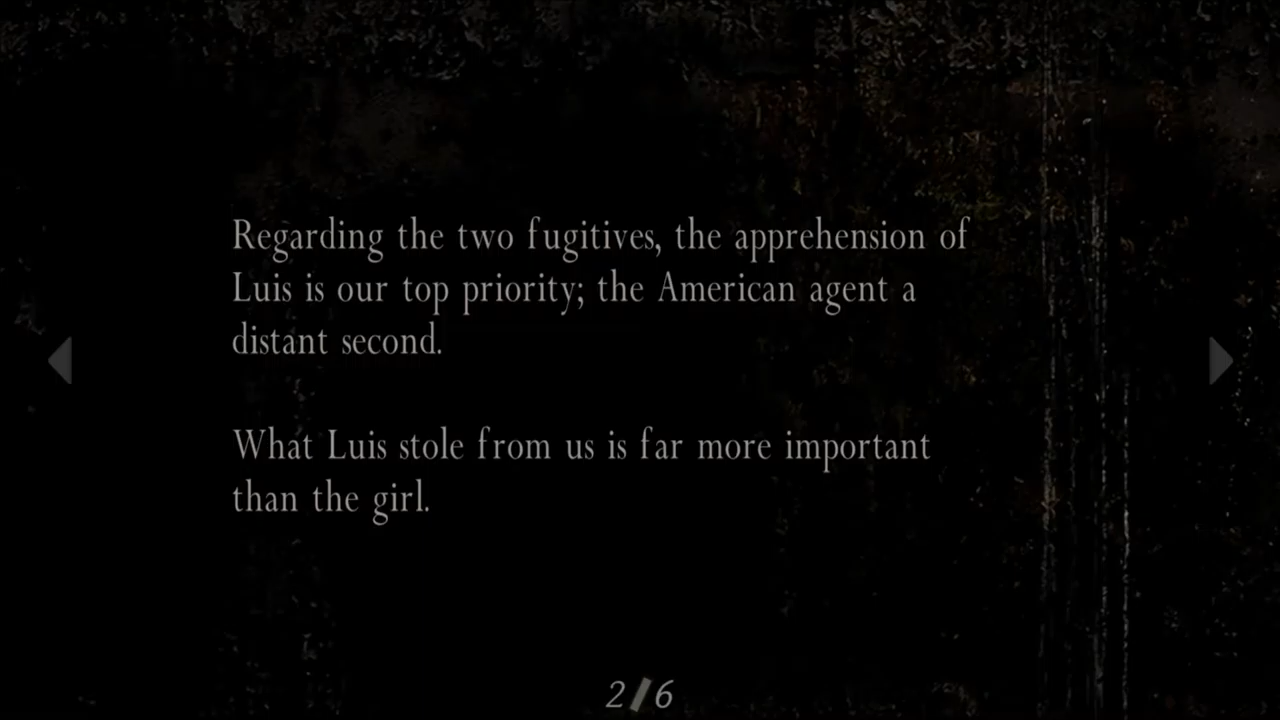 Regarding the two fugitives, the apprehension of
Luis is our top priority; the American agent a
distant second.
What Luis stole from us is far more important
than the girl.
2/6